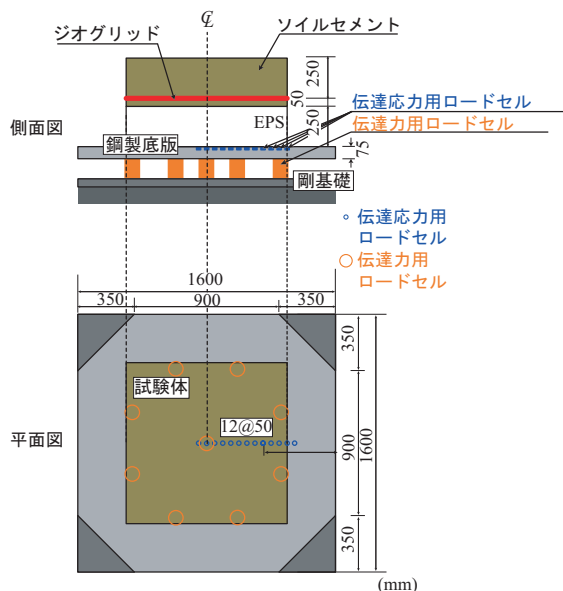 ℄
ジオグリッド
ソイルセメント
250
50
伝達応力用ロードセル
EPS
250
伝達力用ロードセル
側面図
鋼製底版
75
剛基礎
伝達応力用
ロードセル
伝達力用
ロードセル
1600
350
900
350
350
試験体
12@50
平面図
900
1600
350
(mm)